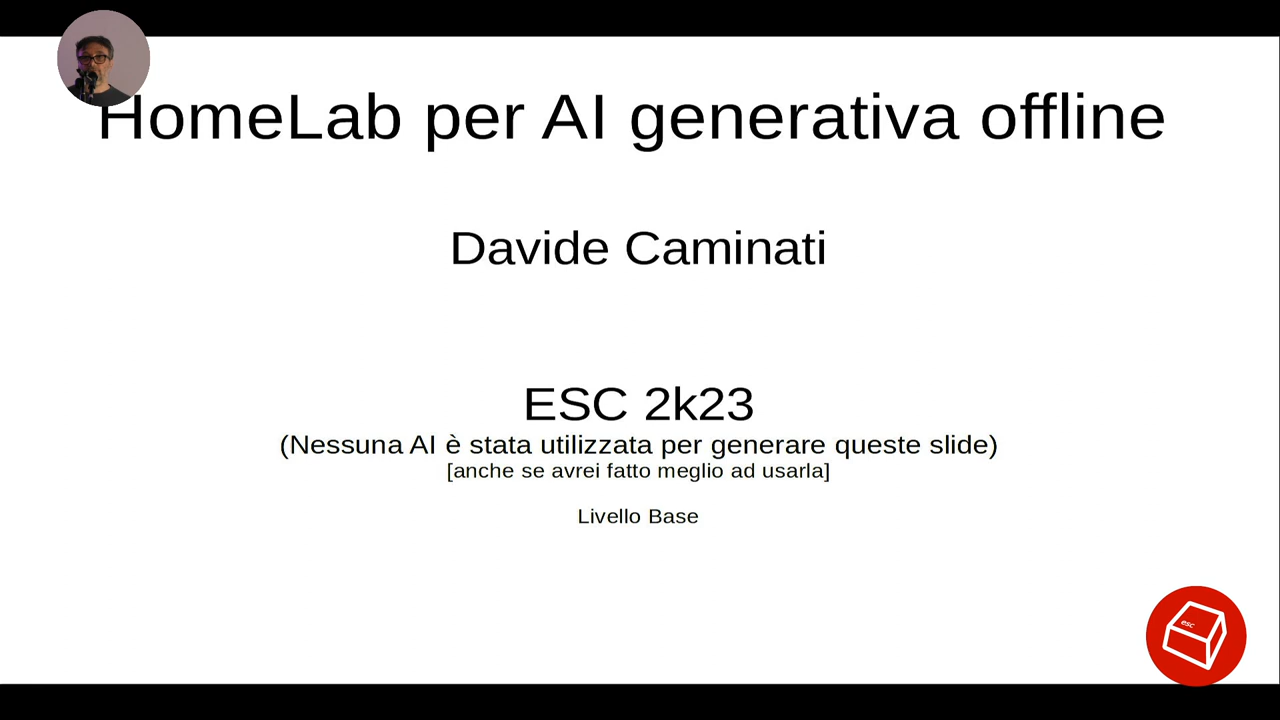 HomeLab per AI generativa offline
Davide Caminati
ESC 2k23
(Nessuna AI è stata utilizzata per generare queste slide)
[anche se avrei fatto meglio ad usarla]
Livello Base
esc